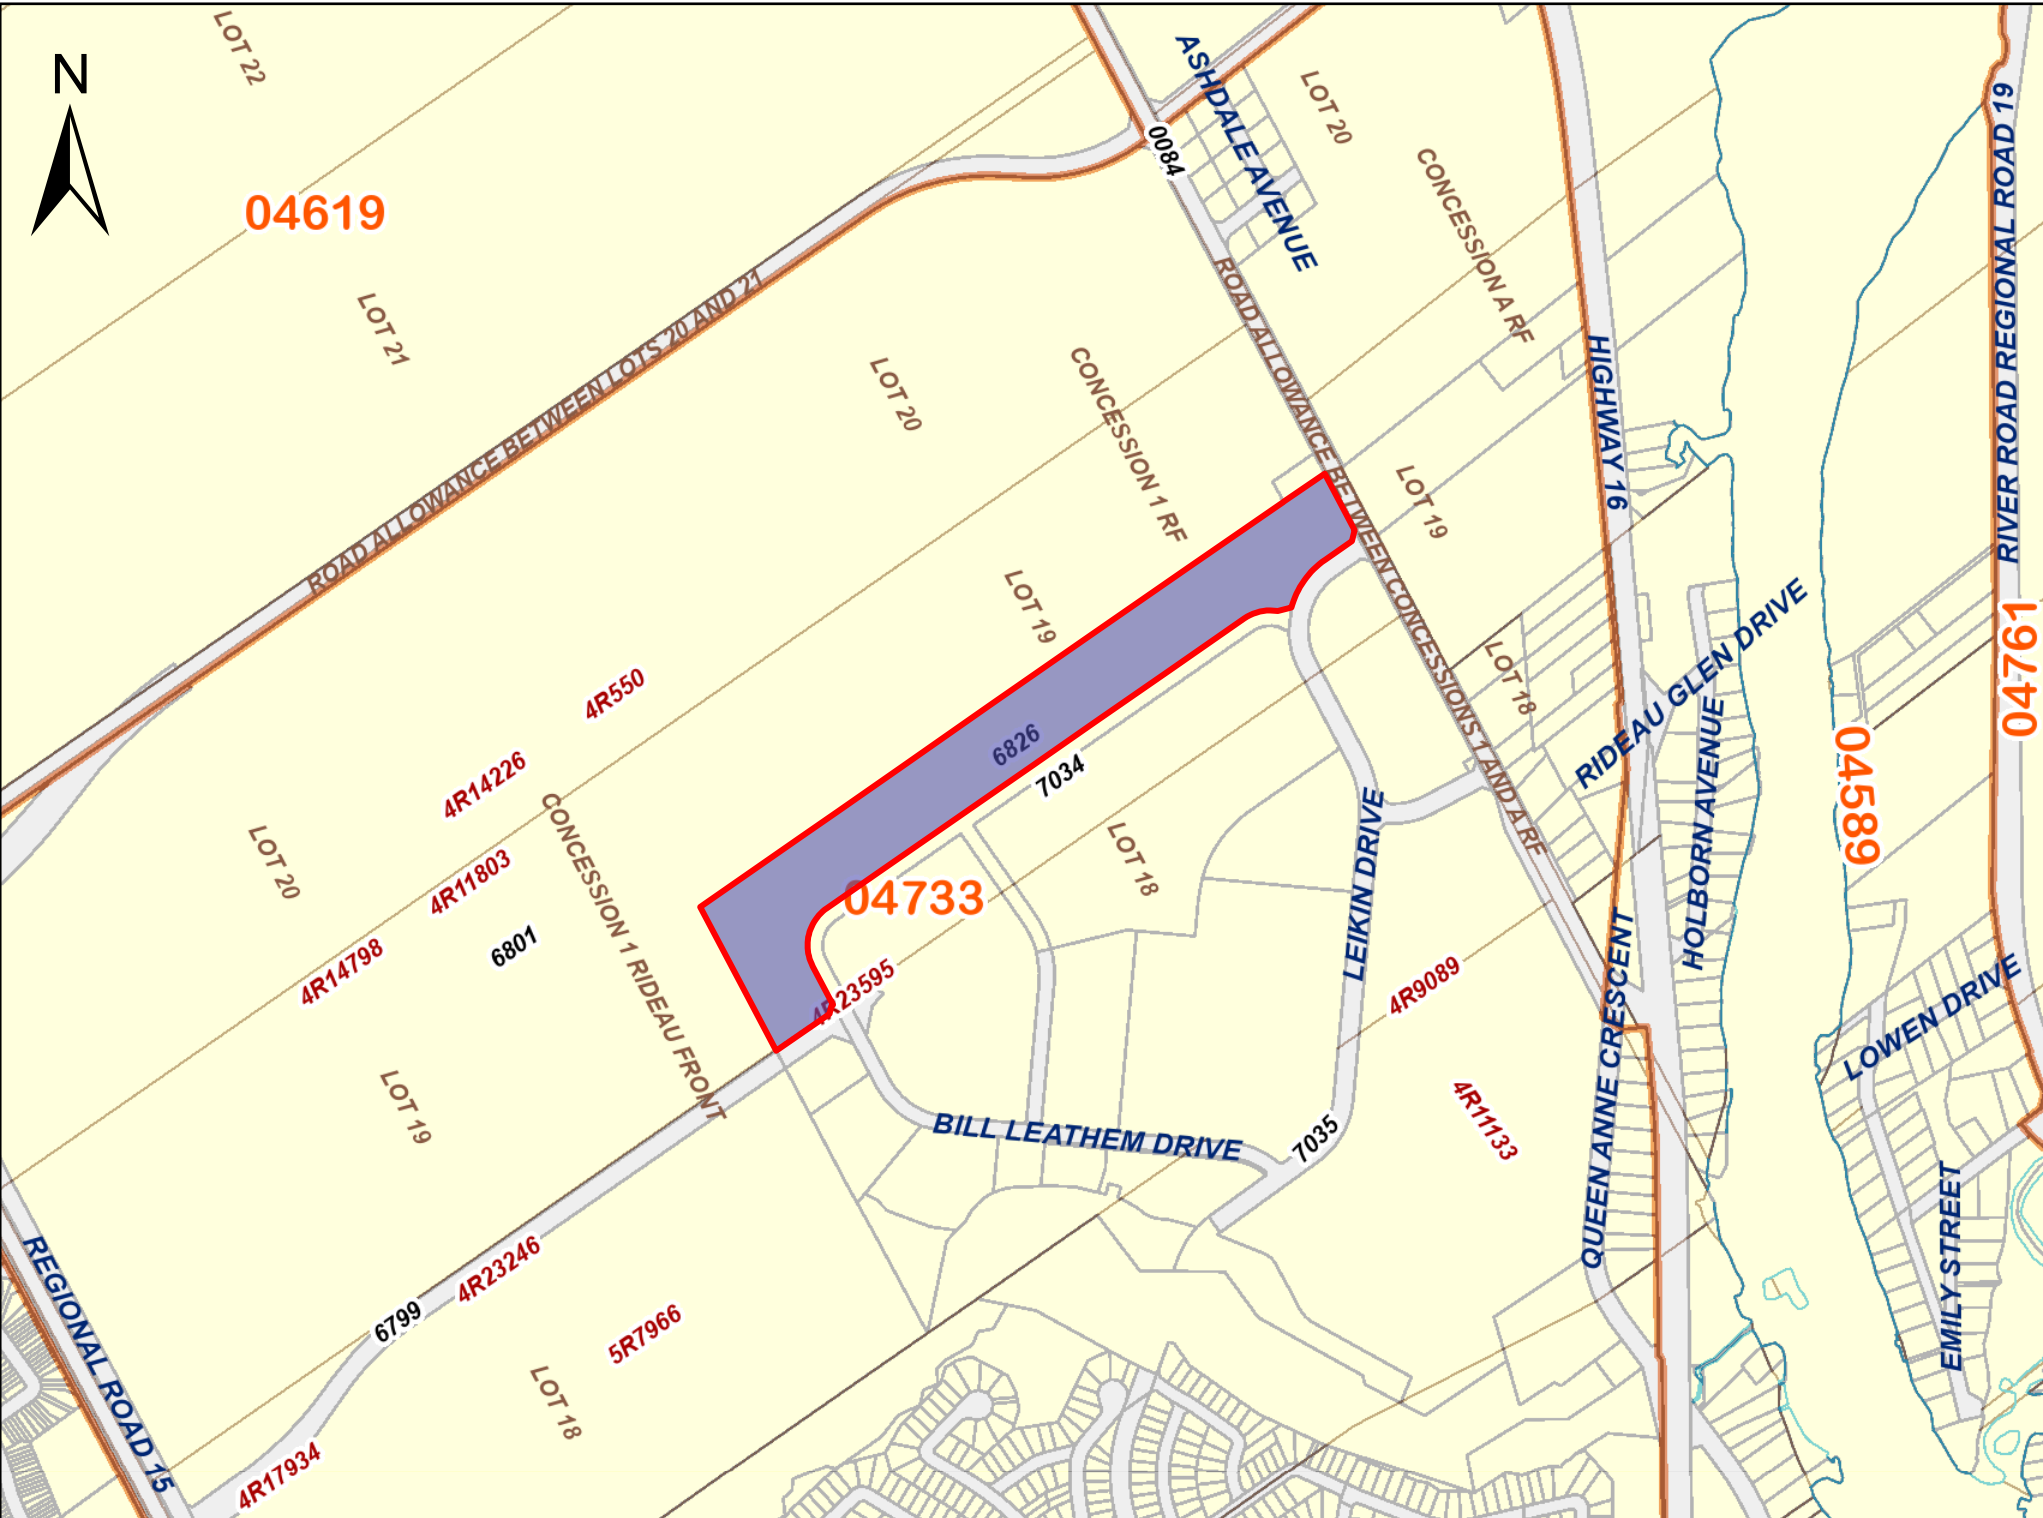 LOT 22
N
ASHDALE AVENUE
LOT 20
0084
CONCESSION A RF
RIVER ROAD REGIONAL ROAD 19
04619
LOT 21
ROAD ALLOWANCE BETWEEN LOTS 20 AND 21
LOT 20
CONCESSION 1 RF
ROAD ALLOWANCE BETWEEN CONCESSIONS 1 AND A RF
HIGHWAY 16
LOT 19
LOT 19
RIDEAU GLEN DRIVE
04761
LOT 18
4R550
6826
7034
4R14226
HOLBORN AVENUE
04589
LOT 20
CONCESSION 1 RIDEAU FRONT
4R11803
LOT 18
LEIKIN DRIVE
04733
6801
4R14798
4R23595
4R9089
QUEEN ANNE CRESCENT
LOWEN DRIVE
LOT 19
BILL LEATHEM DRIVE
7035
4R11133
EMILY STREET
REGIONAL ROAD 15
4R23246
6799
5R7966
LOT 18
4R17934